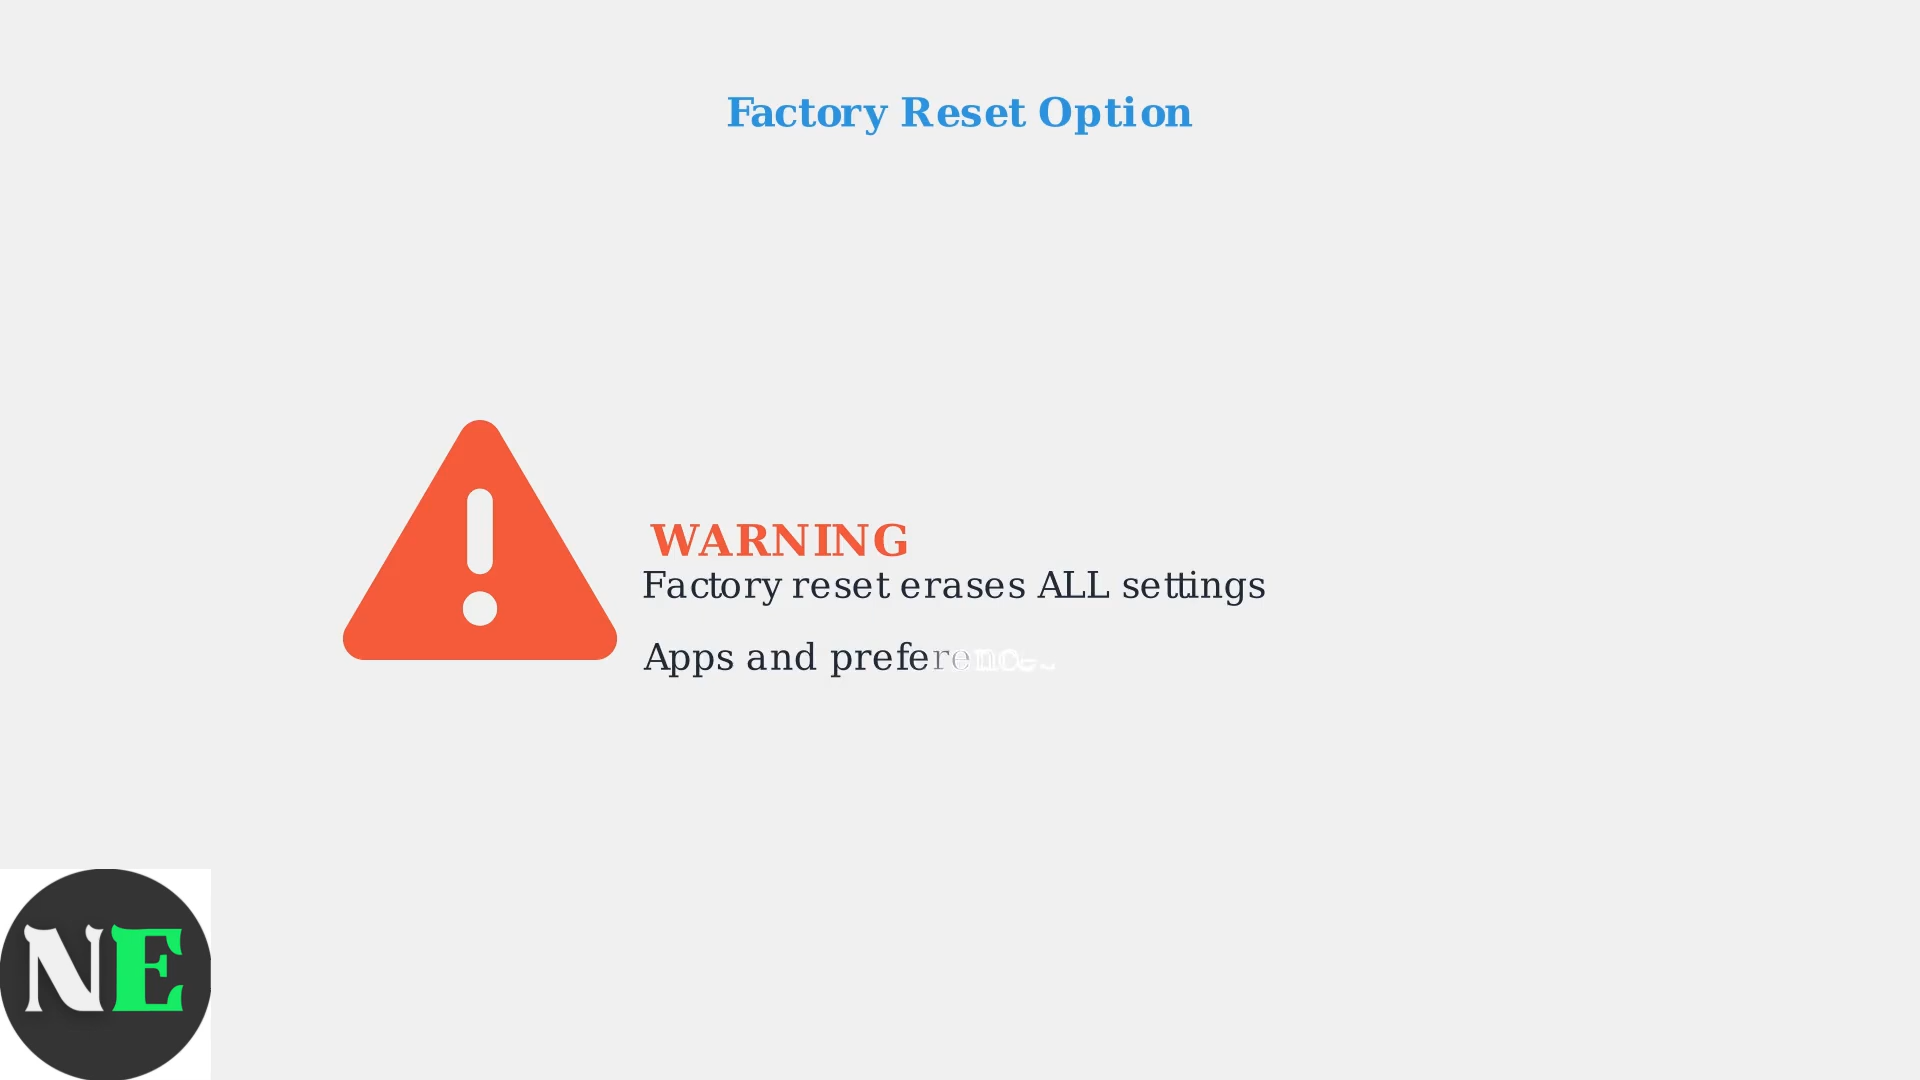 Factory Reset Option
WARNING
Factory reset erases ALL settings
Apps and prefe
NE